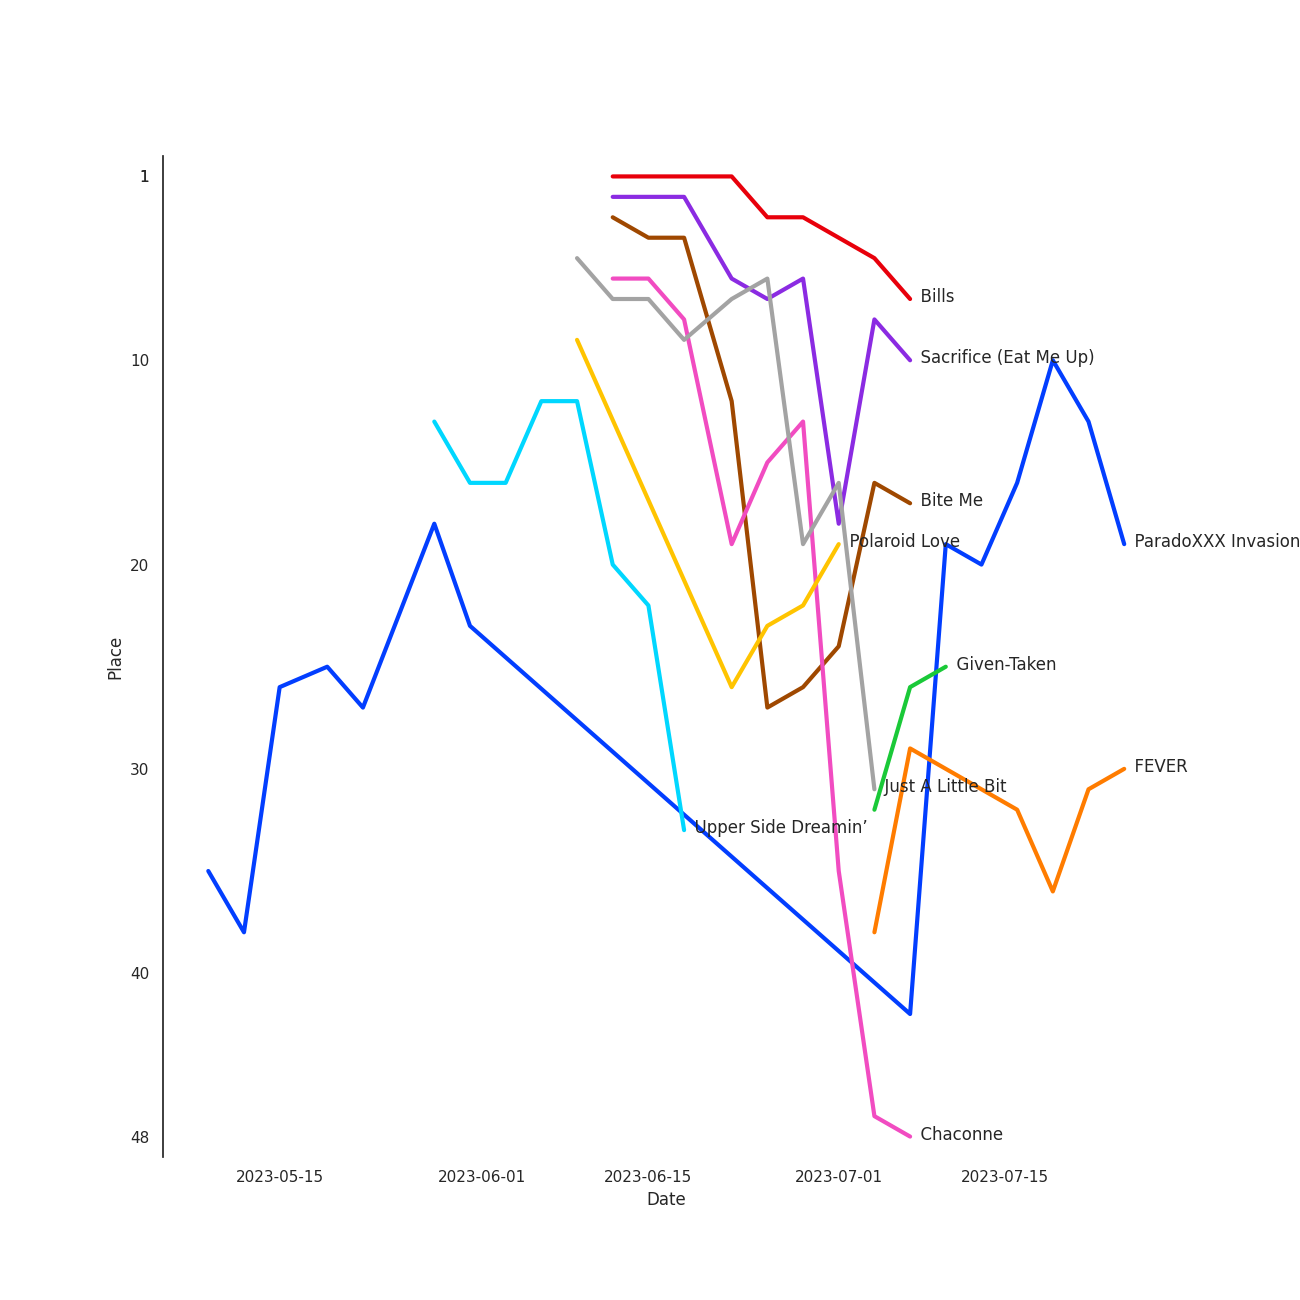 1
Bills
Sacrifice (Eat Me Up)
10
Bite Me
Polaroid Love
ParadoXXX Invasion
20
Given-Taken
Place
FEVER
30
Just A Little Bit
Upper Side Dreamin’
40
Chaconne
48
2023-05-15
2023-06-01
2023-06-15
2023-07-01
2023-07-15
Date